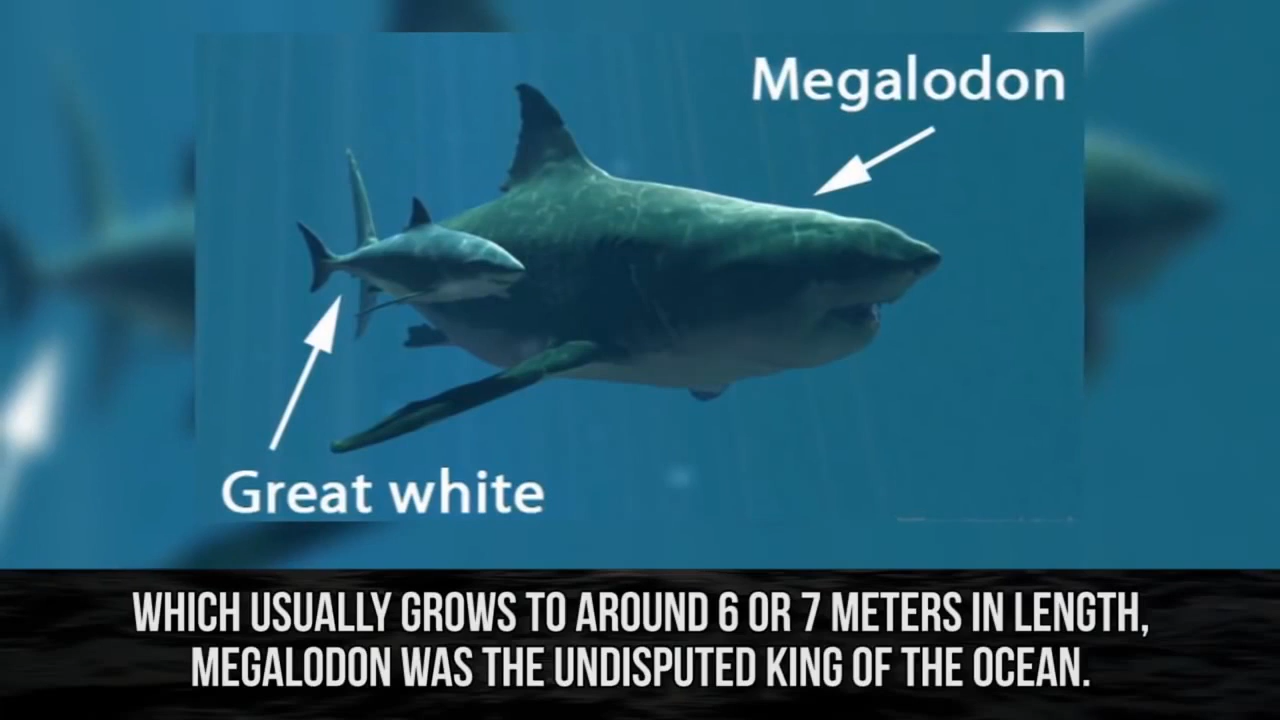 Megalodon
Great white
WHICH USUALLY GROWS TO AROUND 6 OR 7 METERS IN LENGTH,
MEGALODON WAS THE UNDISPUTED KING OF THE OCEAN.